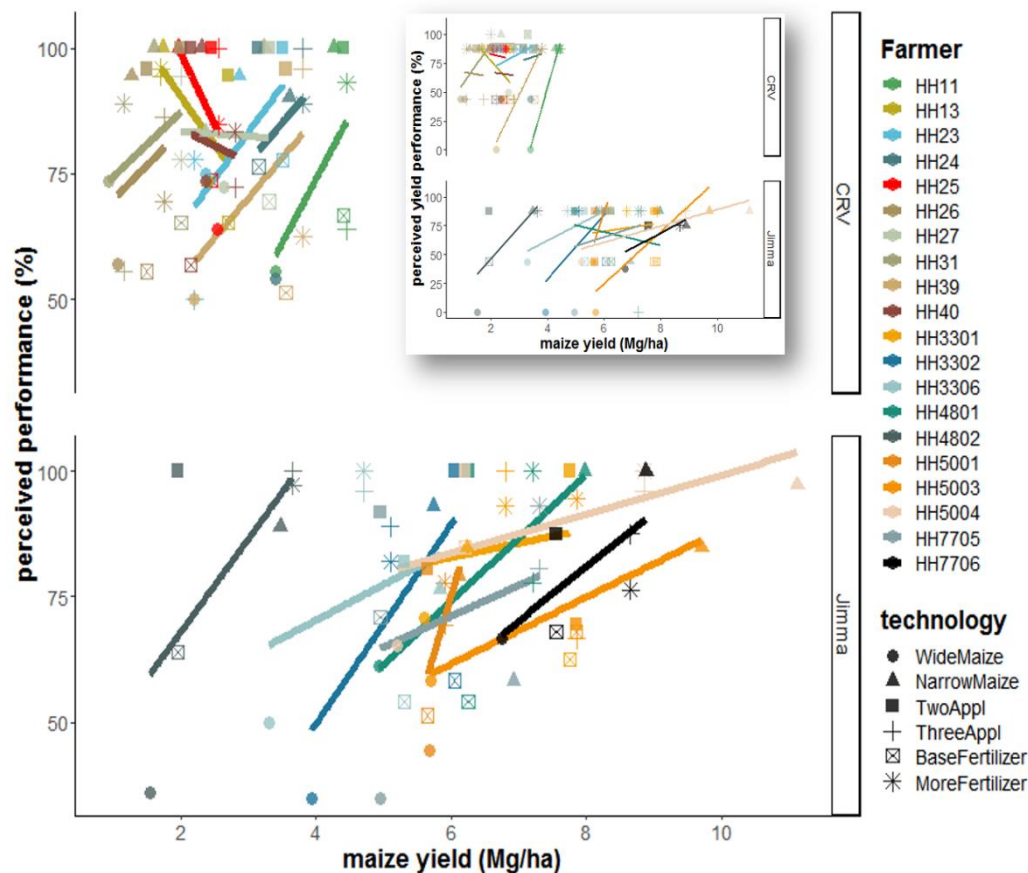 perceived performance (%)
100
75
50
CRV
perceived yield performance (%)
100
75
50
25
0
CRV
100
75
50
25
0
Jimma
2
4
6
8
10
maize yield (Mg/ha)
100
75
50
Jimma
2
4
6
8
10
maize yield (Mg/ha)
Farmer
HH11
HH13
HH23
HH24
HH25
HH26
HH27
HH31
HH39
HH40
HH3301
HH3302
HH3306
HH4801
HH4802
HH5001
HH5003
HH5004
HH7705
HH7706
technology
WideMaize
NarrowMaize
TwoAppl
ThreeAppl
BaseFertilizer
MoreFertilizer